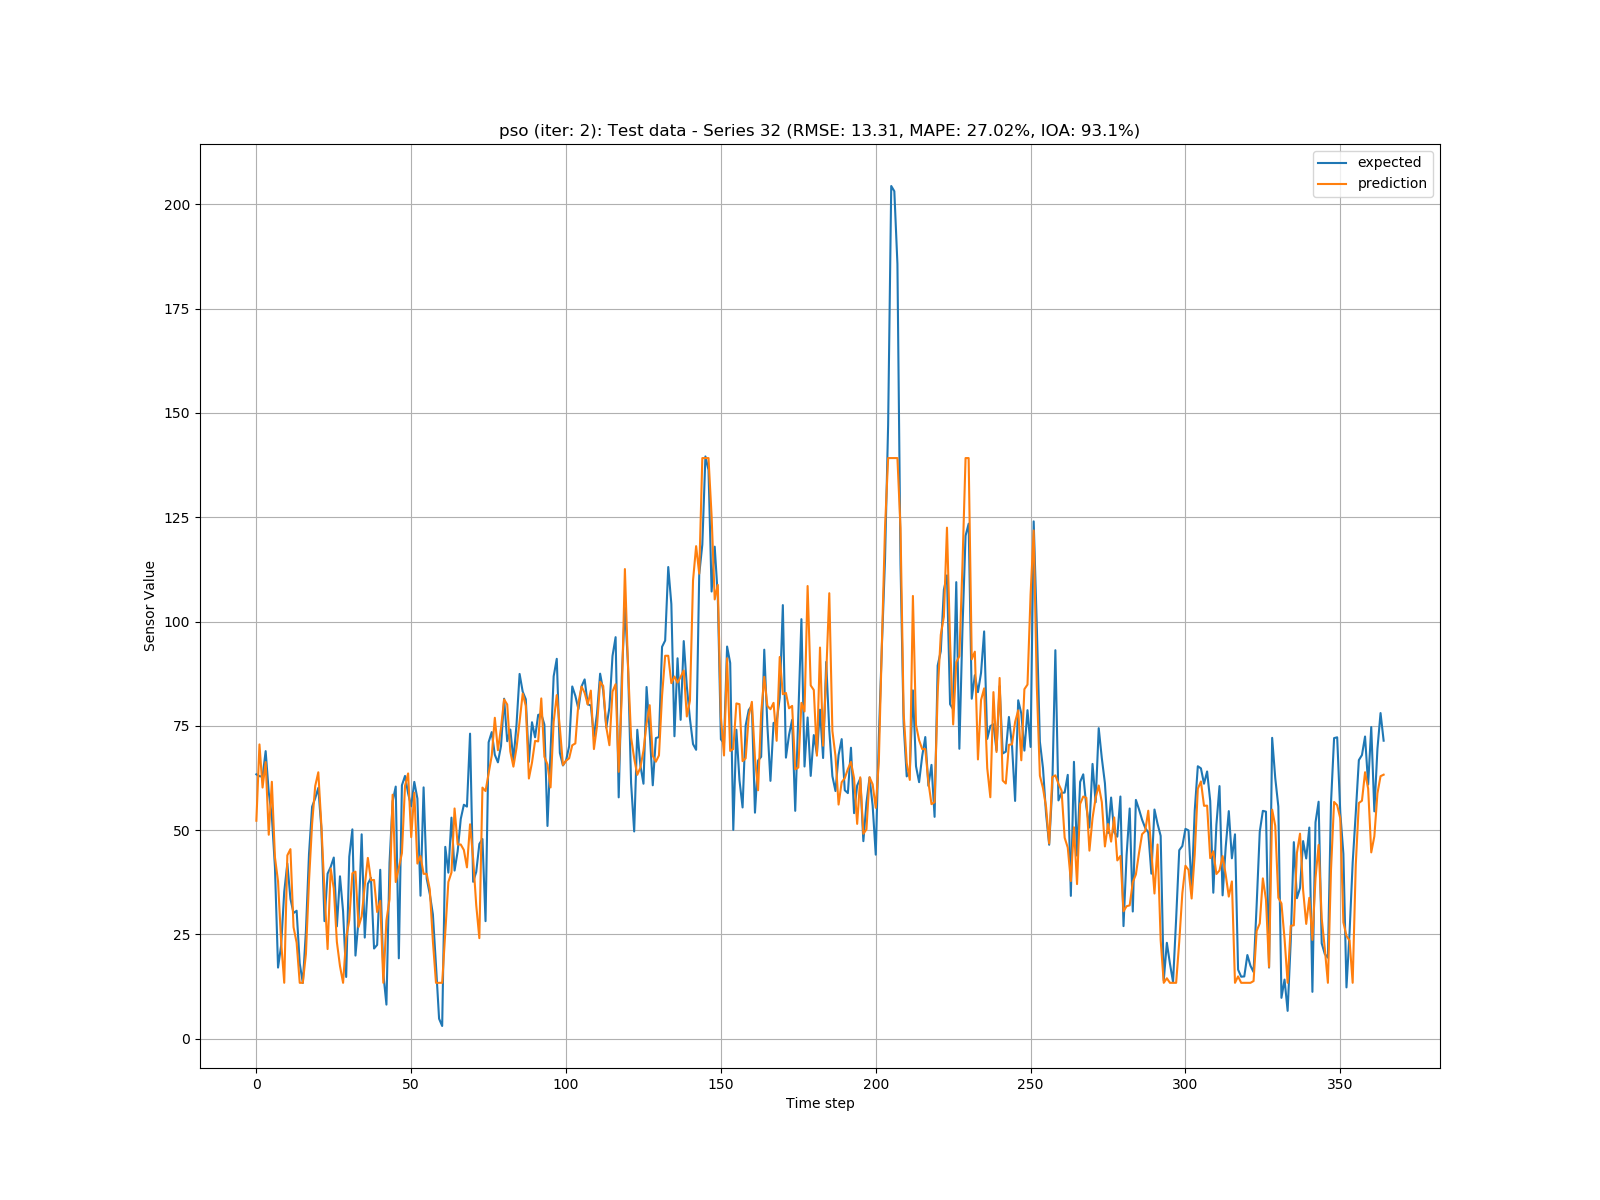 pso (iter: 2): Test data - Series 32 (RMSE: 13.31, MAPE: 27.02%, IOA: 93.1%)
expected
prediction
200
175
150
125
100
75
50
25
0
Sensor Value
0 50 100 150 200 250 300 350
Time step